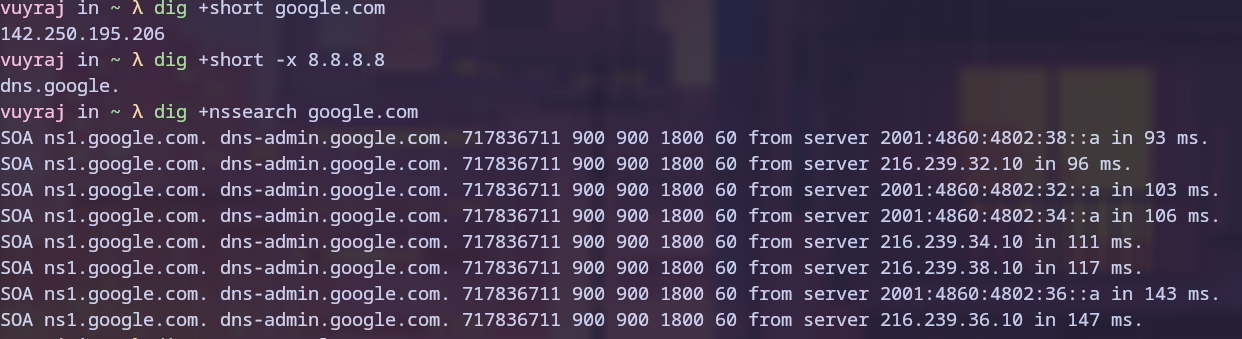 vuyraj in ~ λ dig +short google.com
142.250.195.206
vuyraj in ~ λ dig +short -x 8.8.8.8
dns.google.
vuyraj in ~ λ dig +nssearch google.com
SOA ns1.google.com. dns-admin.google.com. 717836711 900 900 1800 60 from server 2001:4860:4802:38::a in 93 ms.
SOA ns1.google.com. dns-admin.google.com. 717836711 900 900 1800 60 from server 216.239.32.10 in 96 ms.
SOA ns1.google.com. dns-admin.google.com. 717836711 900 900 1800 60 from server 2001:4860:4802:32::a in 103 ms.
SOA ns1.google.com. dns-admin.google.com. 717836711 900 900 1800 60 from server 2001:4860:4802:34::a in 106 ms.
SOA ns1.google.com. dns-admin.google.com. 717836711 900 900 1800 60 from server 216.239.34.10 in 111 ms.
SOA ns1.google.com. dns-admin.google.com. 717836711 900 900 1800 60 from server 216.239.38.10 in 117 ms.
SOA ns1.google.com. dns-admin.google.com. 717836711 900 900 1800 60 from server 2001:4860:4802:36::a in 143 ms.
SOA ns1.google.com. dns-admin.google.com. 717836711 900 900 1800 60 from server 216.239.36.10 in 147 ms.